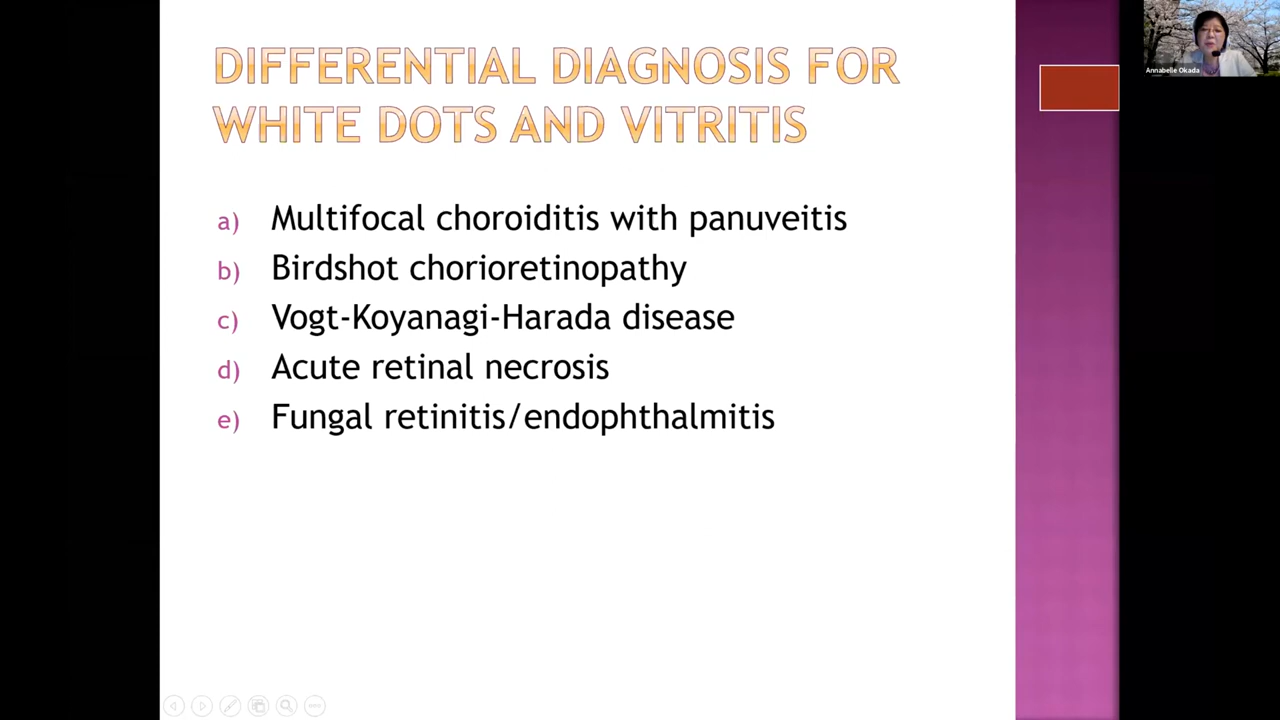 DIFFERENTIAL DIAGNOSIS FOR
WHITE DOTS AND VITRITIS
a) Multifocal choroiditis with panuveitis
b) Birdshot chorioretinopathy
c) Vogt-Koyanagi-Harada disease
d) Acute retinal necrosis
e) Fungal retinitis/endophthalmitis
Annabelle Okada